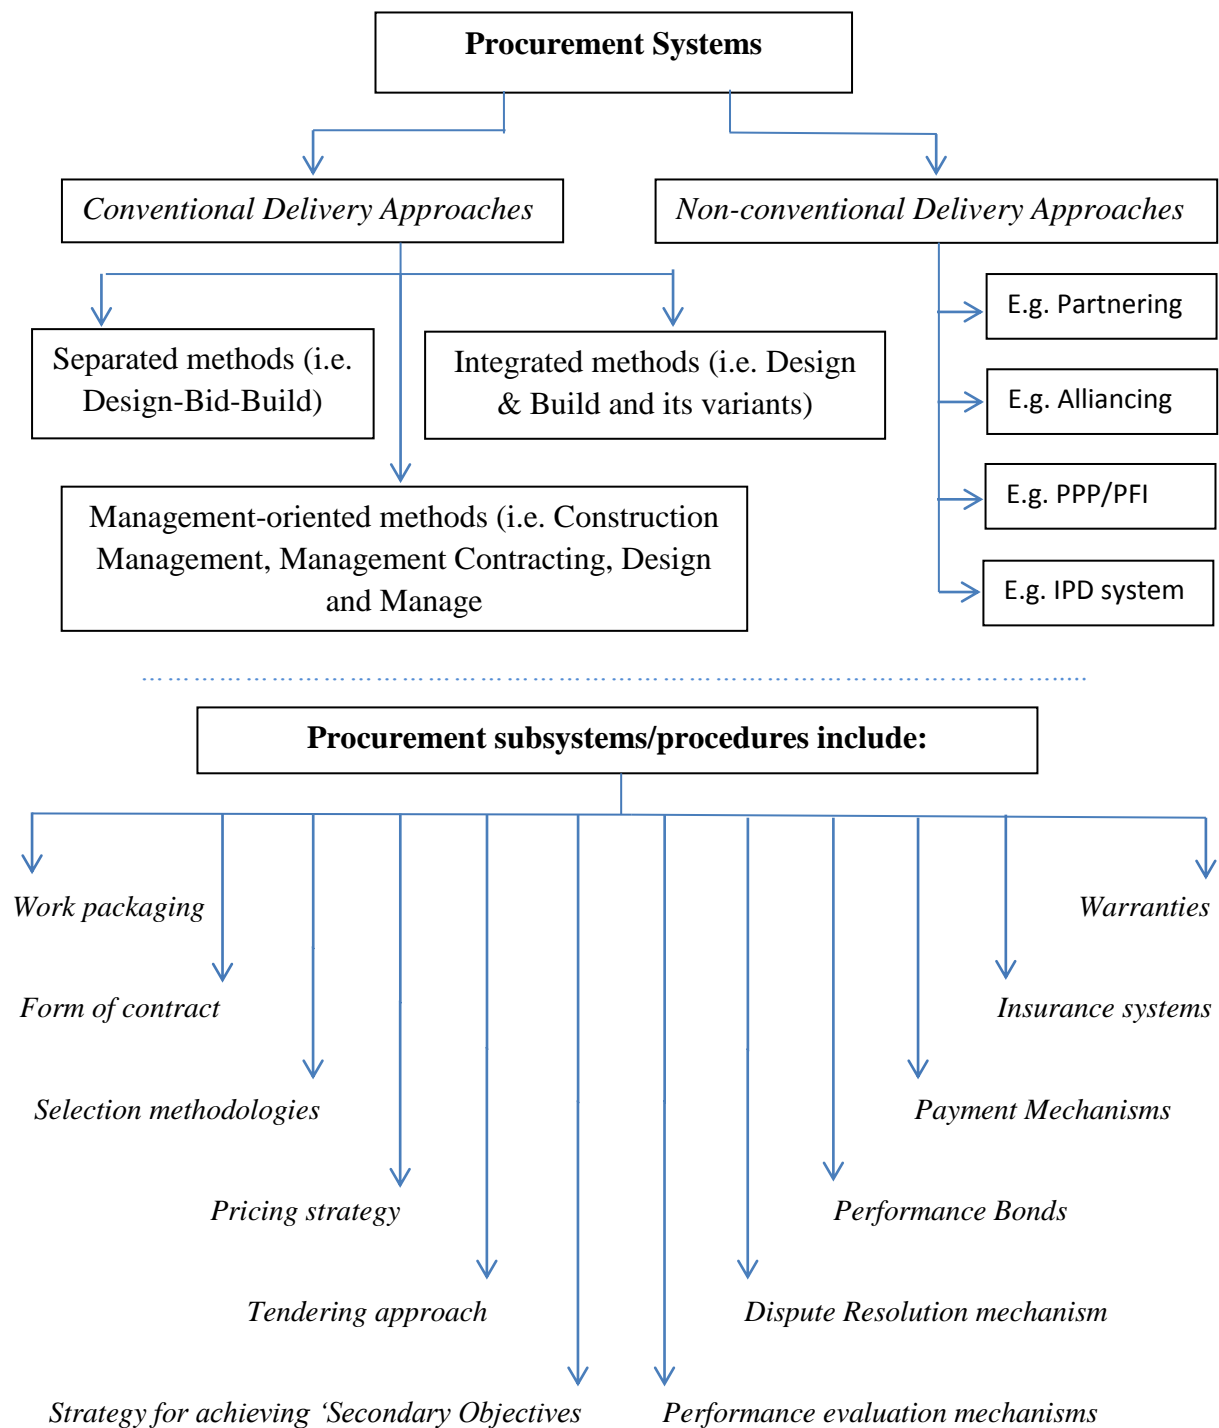 Procurement Systems
Conventional Delivery Approaches
Non-conventional Delivery Approaches
Separated methods (i.e.
Design-Bid-Build)
Integrated methods (i.e. Design
& Build and its variants)
Management-oriented methods (i.e. Construction
Management, Management Contracting, Design
and Manage
E.g. Partnering
E.g. Alliancing
E.g. PPP/PFI
E.g. IPD system
Procurement subsystems/procedures include:
Work packaging
Warranties
Form of contract
Insurance systems
Selection methodologies
Payment Mechanisms
Pricing strategy
Performance Bonds
Tendering approach
Dispute Resolution mechanism
Strategy for achieving ‘Secondary Objectives
Performance evaluation mechanisms